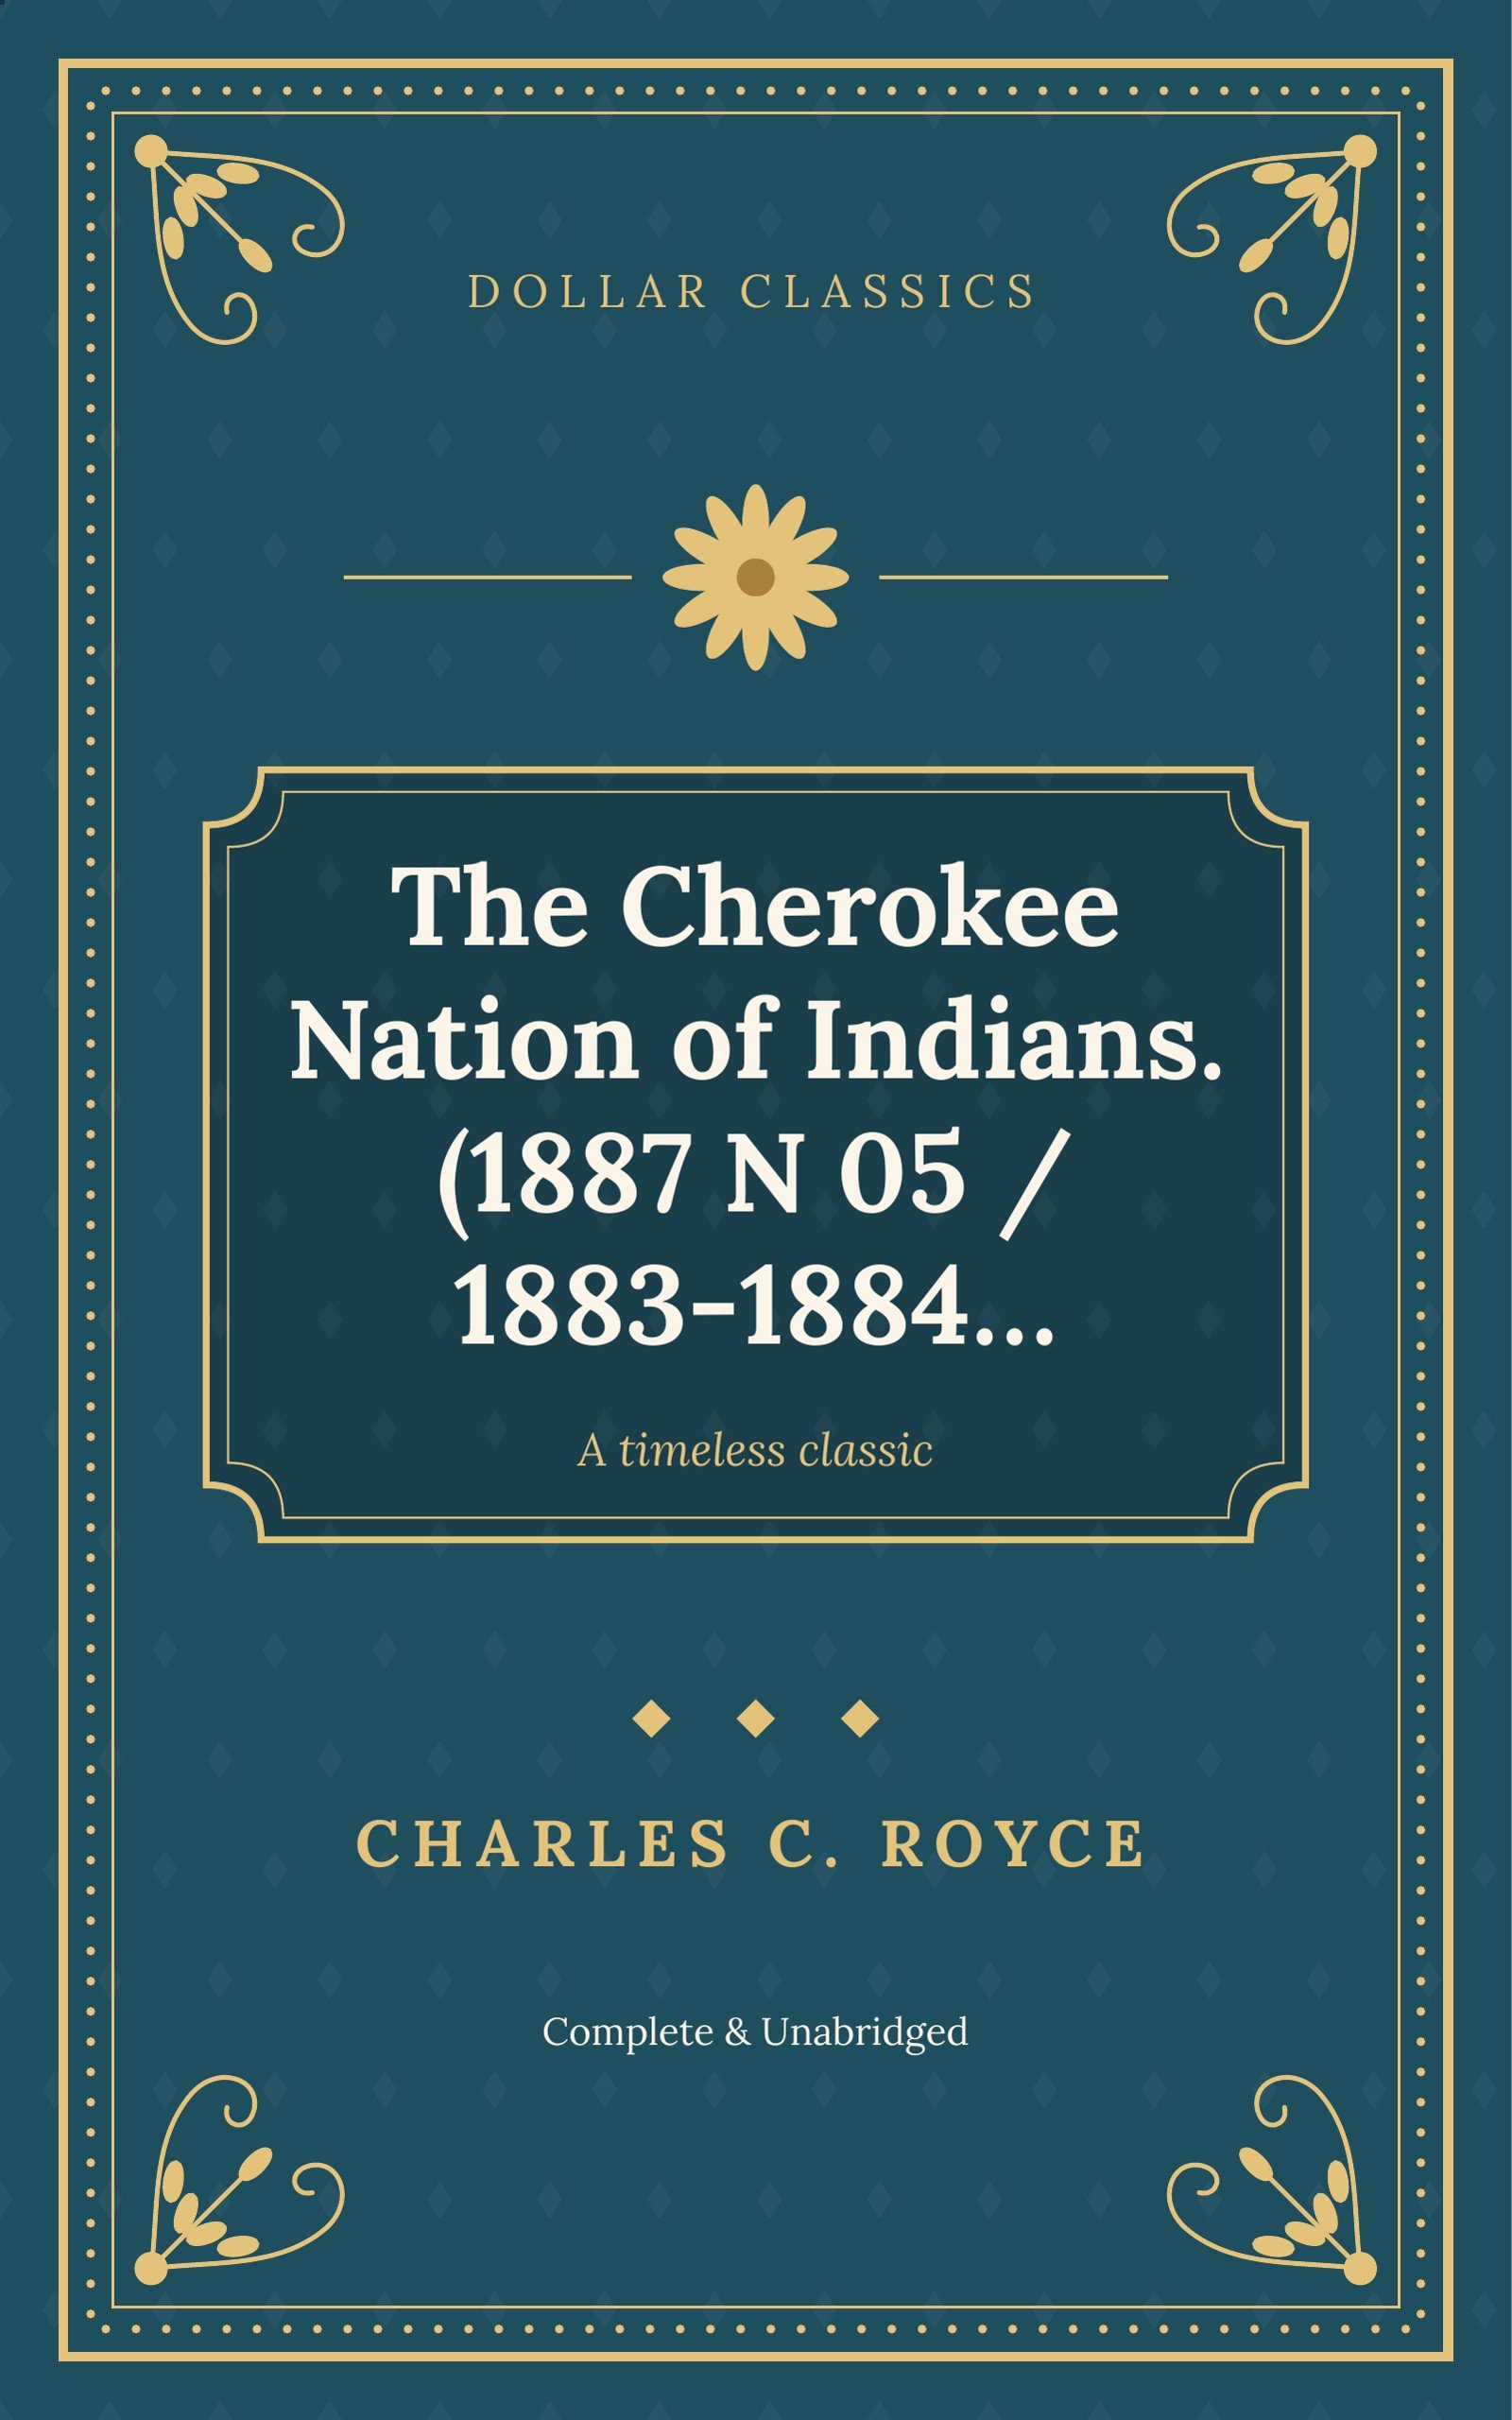 DOLLAR CLASSICS
The Cherokee
Nation of Indians.
(1887 N 05 /
1883-1884...
A timeless classic
CHARLES C. ROYCE
Complete & Unabridged